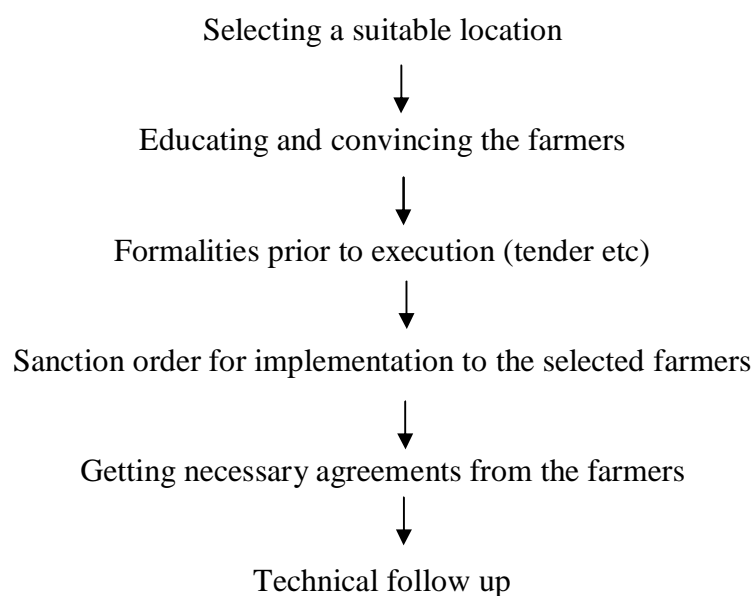 Selecting a suitable location
Educating and convincing the farmers
Formalities prior to execution (tender etc)
Sanction order for implementation to the selected farmers
Getting necessary agreements from the farmers
Technical follow up